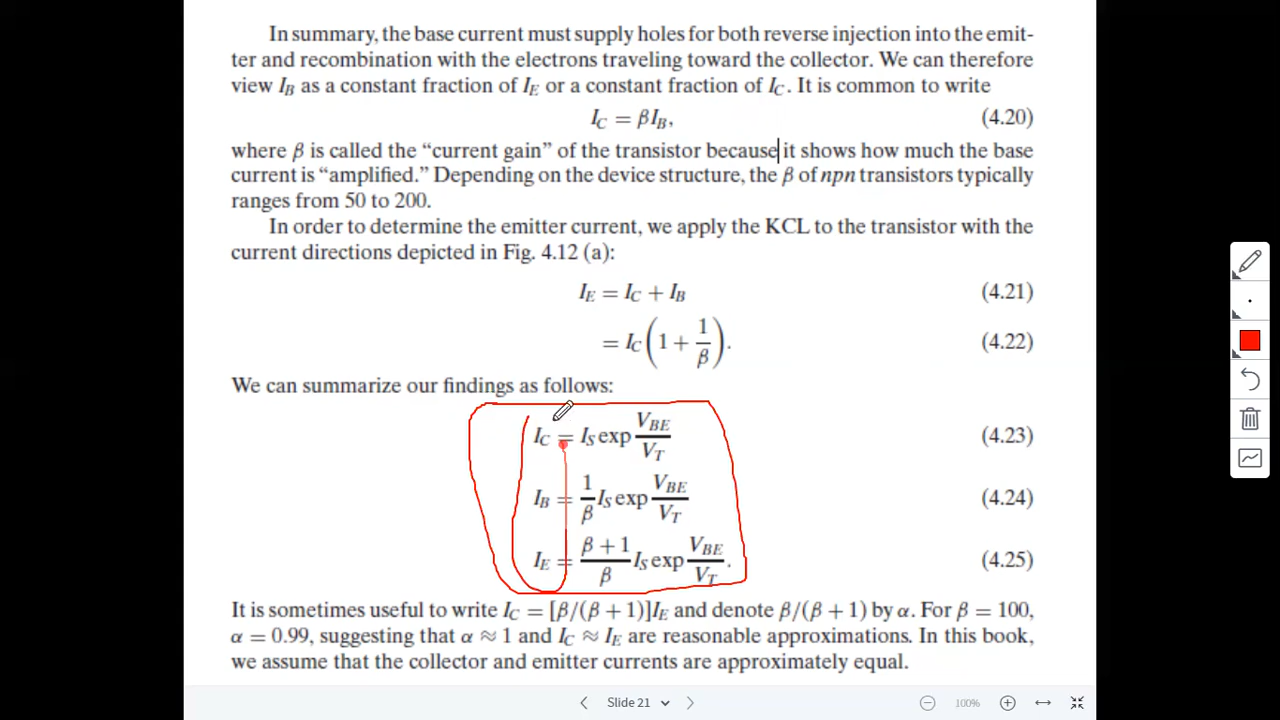 In summary, the base current must supply holes for both reverse injection into the emit-
ter and recombination with the electrons traveling toward the collector. We can therefore
view I_B as a constant fraction of I_E or a constant fraction of I_C. It is common to write
I_C = βI_B, (4.20)
where β is called the “current gain” of the transistor because it shows how much the base
current is “amplified.” Depending on the device structure, the β of npn transistors typically
ranges from 50 to 200.
In order to determine the emitter current, we apply the KCL to the transistor with the
current directions depicted in Fig. 4.12 (a):
I_E = I_C + I_B (4.21)
= I_C(1 + 1/β). (4.22)
We can summarize our findings as follows:
I_C = I_S exp V_BE/V_T (4.23)
I_B = 1/β I_S exp V_BE/V_T (4.24)
I_E = β + 1/β I_S exp V_BE/V_T. (4.25)
It is sometimes useful to write I_C = [β/(β + 1)]I_E and denote β/(β + 1) by α. For β = 100,
α = 0.99, suggesting that α ≈ 1 and I_C ≈ I_E are reasonable approximations. In this book,
we assume that the collector and emitter currents are approximately equal.
Slide 21
100%